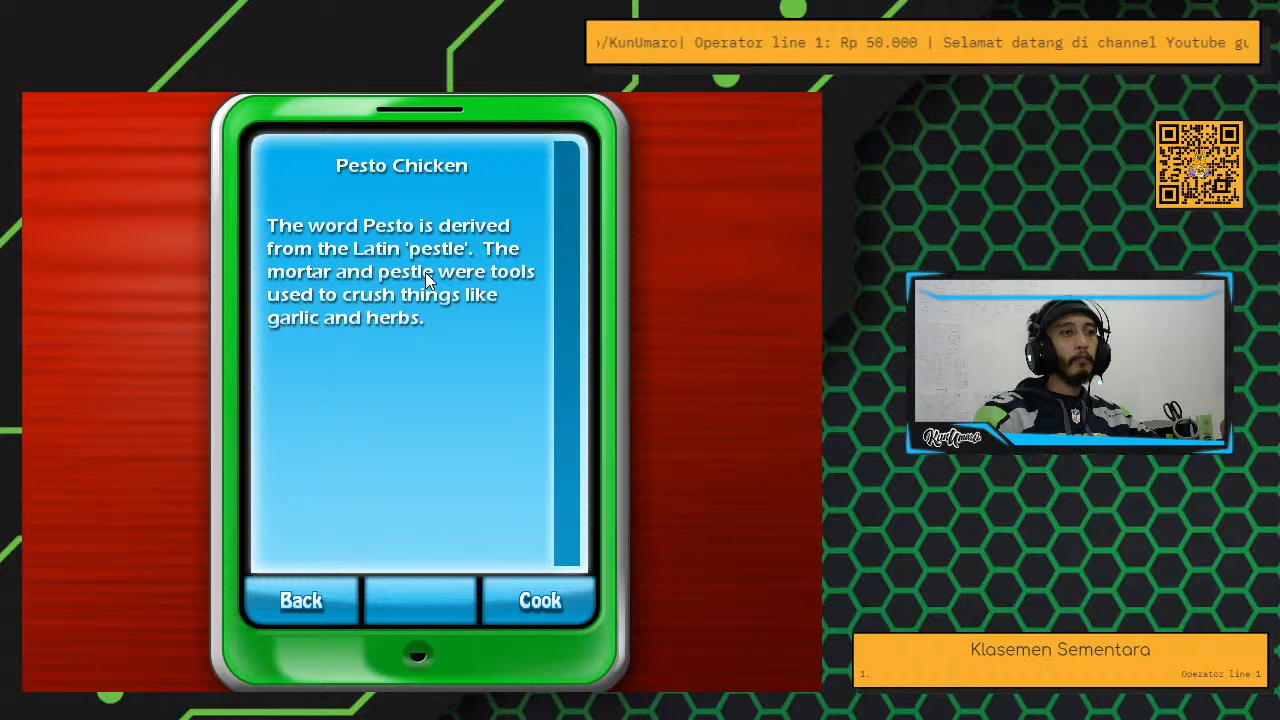 /KunUmaro| Operator line 1: Rp 50.000 | Selamat datang di channel Youtube
Pesto Chicken
The word Pesto is derived
from the Latin 'pestle'.  The
mortar and pestle were tools
used to crush things like
garlic and herbs.
KunUmaro
Back
Cook
Klasemen Sementara
1.
Operator line 1